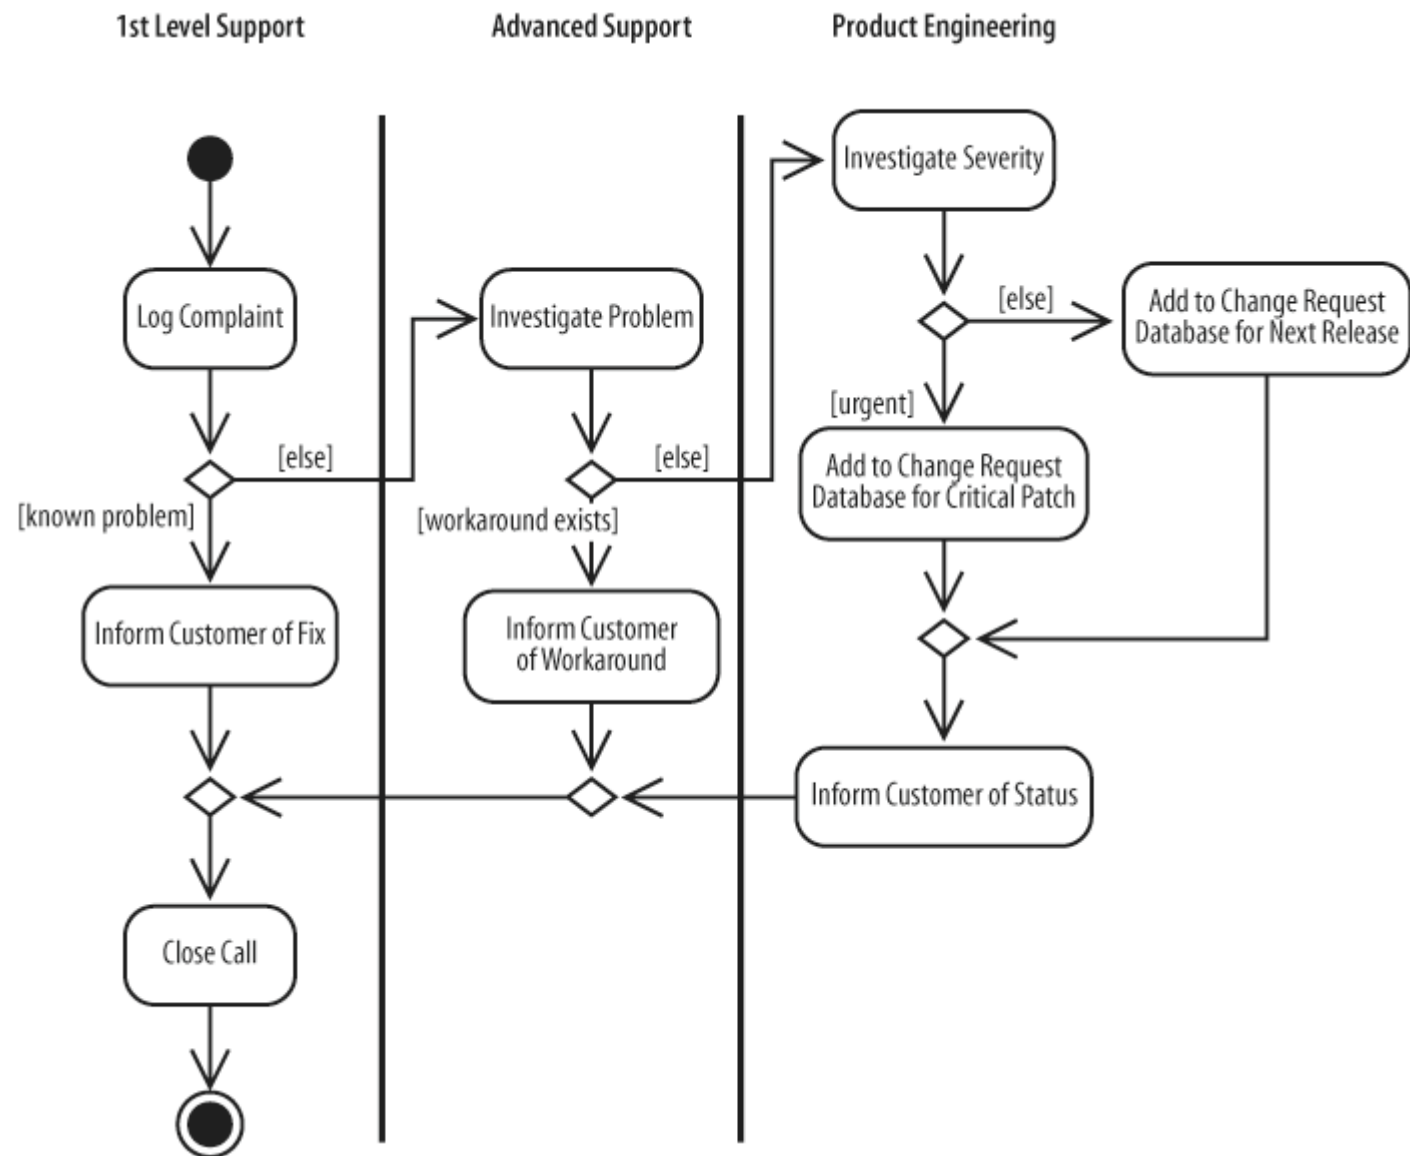 1st Level Support
Advanced Support
Product Engineering
Investigate Severity
Log Complaint
Investigate Problem
[else]
Add to Change Request
Database for Next Release
[urgent]
[else]
[else]
Add to Change Request
Database for Critical Patch
[known problem]
[workaround exists]
Inform Customer of Fix
Inform Customer
of Workaround
Inform Customer of Status
Close Call